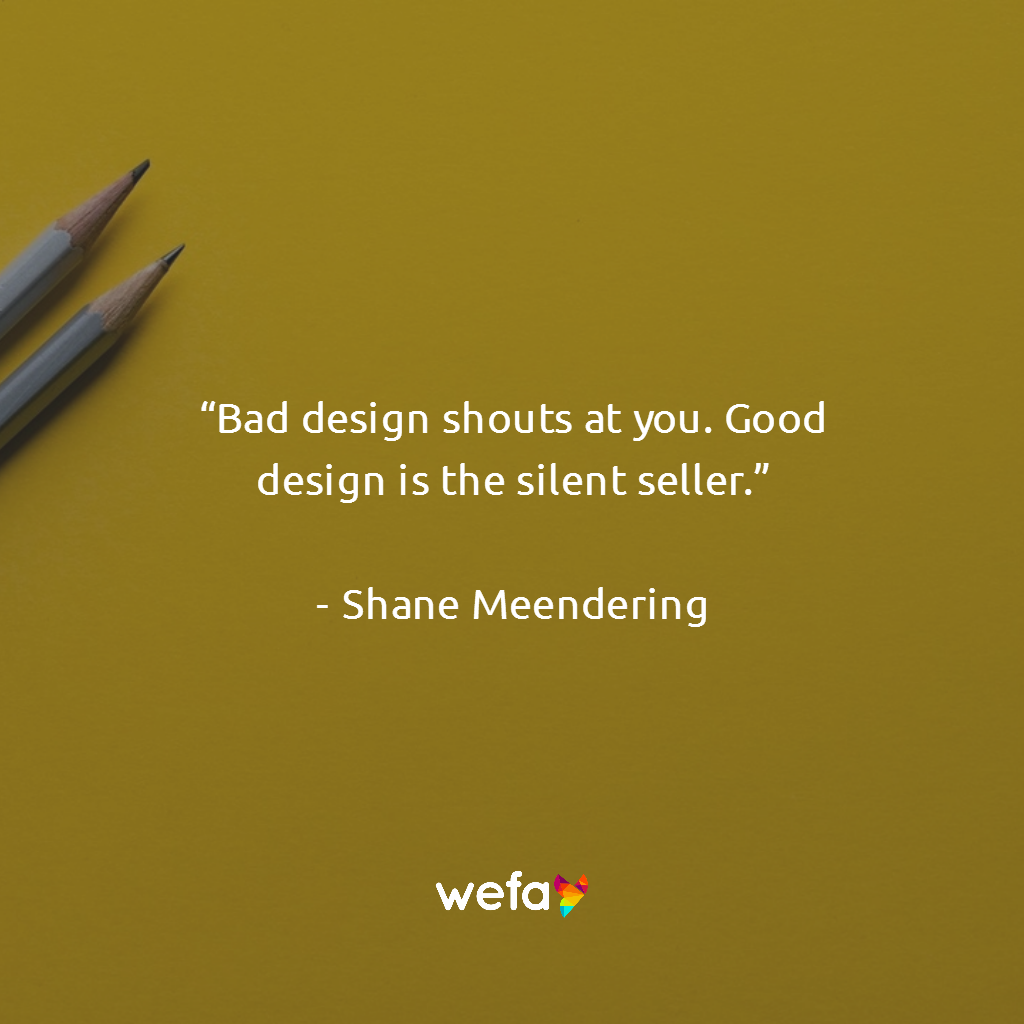 “Bad design shouts at you. Good
design is the silent seller.”
- Shane Meendering
wefa